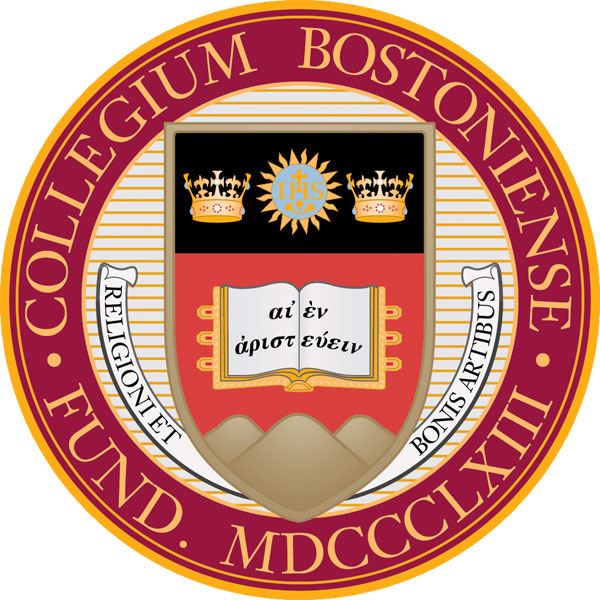 COLLEGIUM BOSTONIENSE
FUND. MDCCCLXIII
IHS
αἰὲν
ἀριστεύειν
RELIGIONI ET
BONIS ARTIBUS